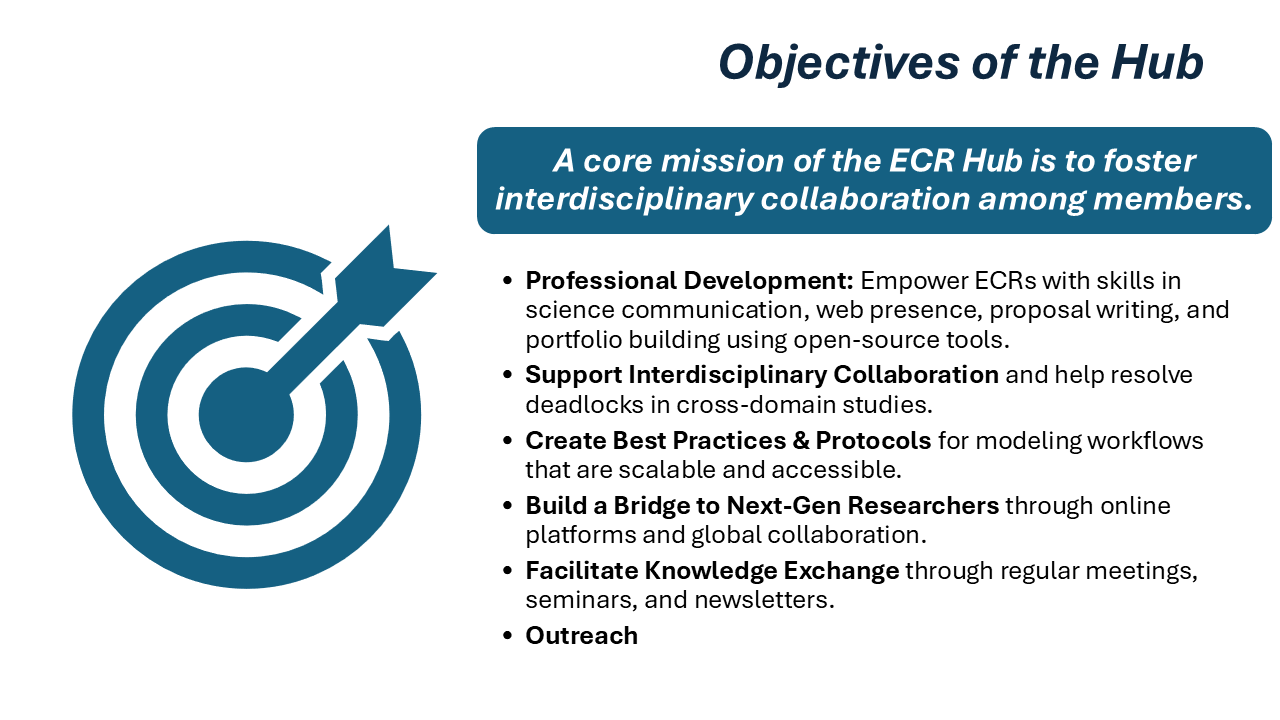 Objectives of the Hub
A core mission of the ECR Hub is to foster
interdisciplinary collaboration among members.
• Professional Development: Empower ECRs with skills in
science communication, web presence, proposal writing, and
portfolio building using open-source tools.
• Support Interdisciplinary Collaboration and help resolve
deadlocks in cross-domain studies.
• Create Best Practices & Protocols for modeling workflows
that are scalable and accessible.
• Build a Bridge to Next-Gen Researchers through online
platforms and global collaboration.
• Facilitate Knowledge Exchange through regular meetings,
seminars, and newsletters.
• Outreach